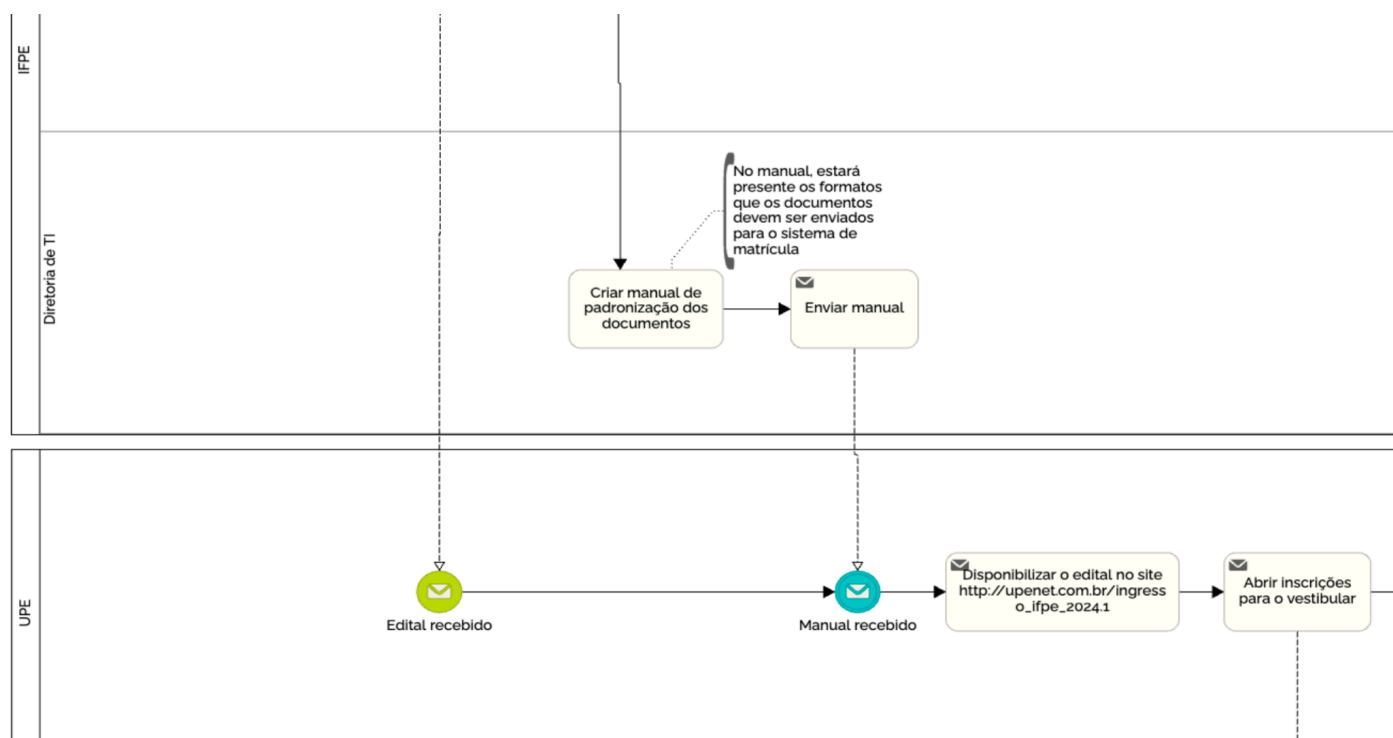 IFPE
Diretoria de TI
No manual, estará
presente os formatos
que os documentos
devem ser enviados
para o sistema de
matrícula
Criar manual de
padronização dos
documentos
Enviar manual
UPE
Edital recebido
Manual recebido
Disponibilizar o edital no site
http://upenet.com.br/ingress
o_ifpe_2024.1
Abrir inscrições
para o vestibular